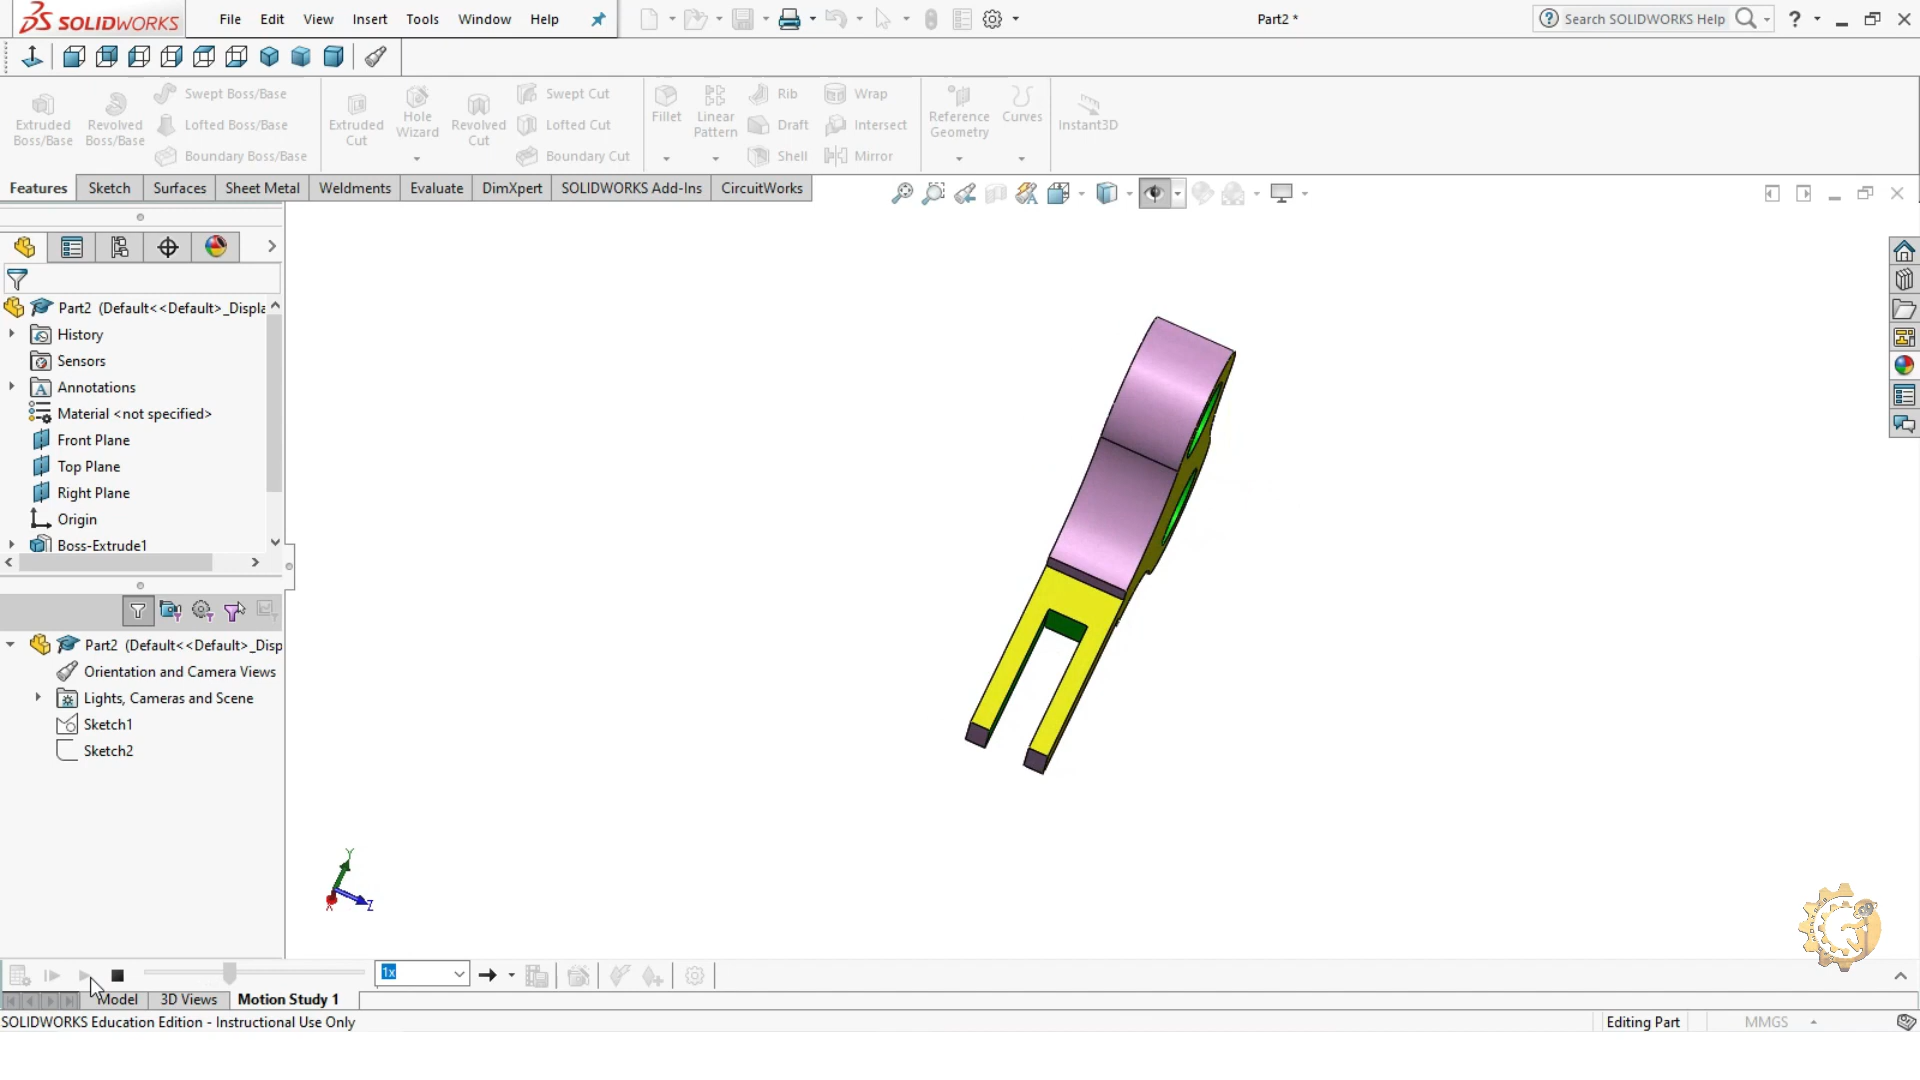 SOLIDWORKS File Edit View Insert Tools Window Help Part2 * Search SOLIDWORKS Help ?
Extruded Boss/Base
Revolved Boss/Base
Swept Boss/Base
Lofted Boss/Base
Boundary Boss/Base
Extruded Cut
Hole Wizard
Revolved Cut
Swept Cut
Lofted Cut
Boundary Cut
Fillet
Linear Pattern
Rib
Draft
Shell
Wrap
Intersect
Mirror
Reference Geometry
Curves
Instant3D
Features Sketch Surfaces Sheet Metal Weldments Evaluate DimXpert SOLIDWORKS Add-Ins CircuitWorks
Part2 (Default<<Default>_Displa
History
Sensors
Annotations
Material <not specified>
Front Plane
Top Plane
Right Plane
Origin
Boss-Extrude1
Part2 (Default<<Default>_Disp
Orientation and Camera Views
Lights, Cameras and Scene
Sketch1
Sketch2
Y
X
Z
1x
Model 3D Views Motion Study 1
SOLIDWORKS Education Edition - Instructional Use Only Editing Part MMGS